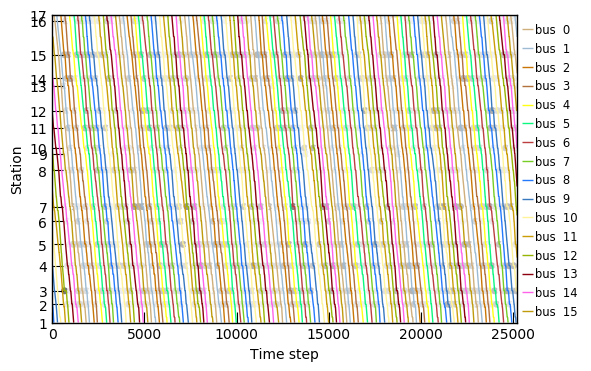 17
16
15
14
13
12
11
10
9
8
7
6
5
4
3
2
1
Station
0 5000 10000 15000 20000 25000
Time step
bus 0
bus 1
bus 2
bus 3
bus 4
bus 5
bus 6
bus 7
bus 8
bus 9
bus 10
bus 11
bus 12
bus 13
bus 14
bus 15